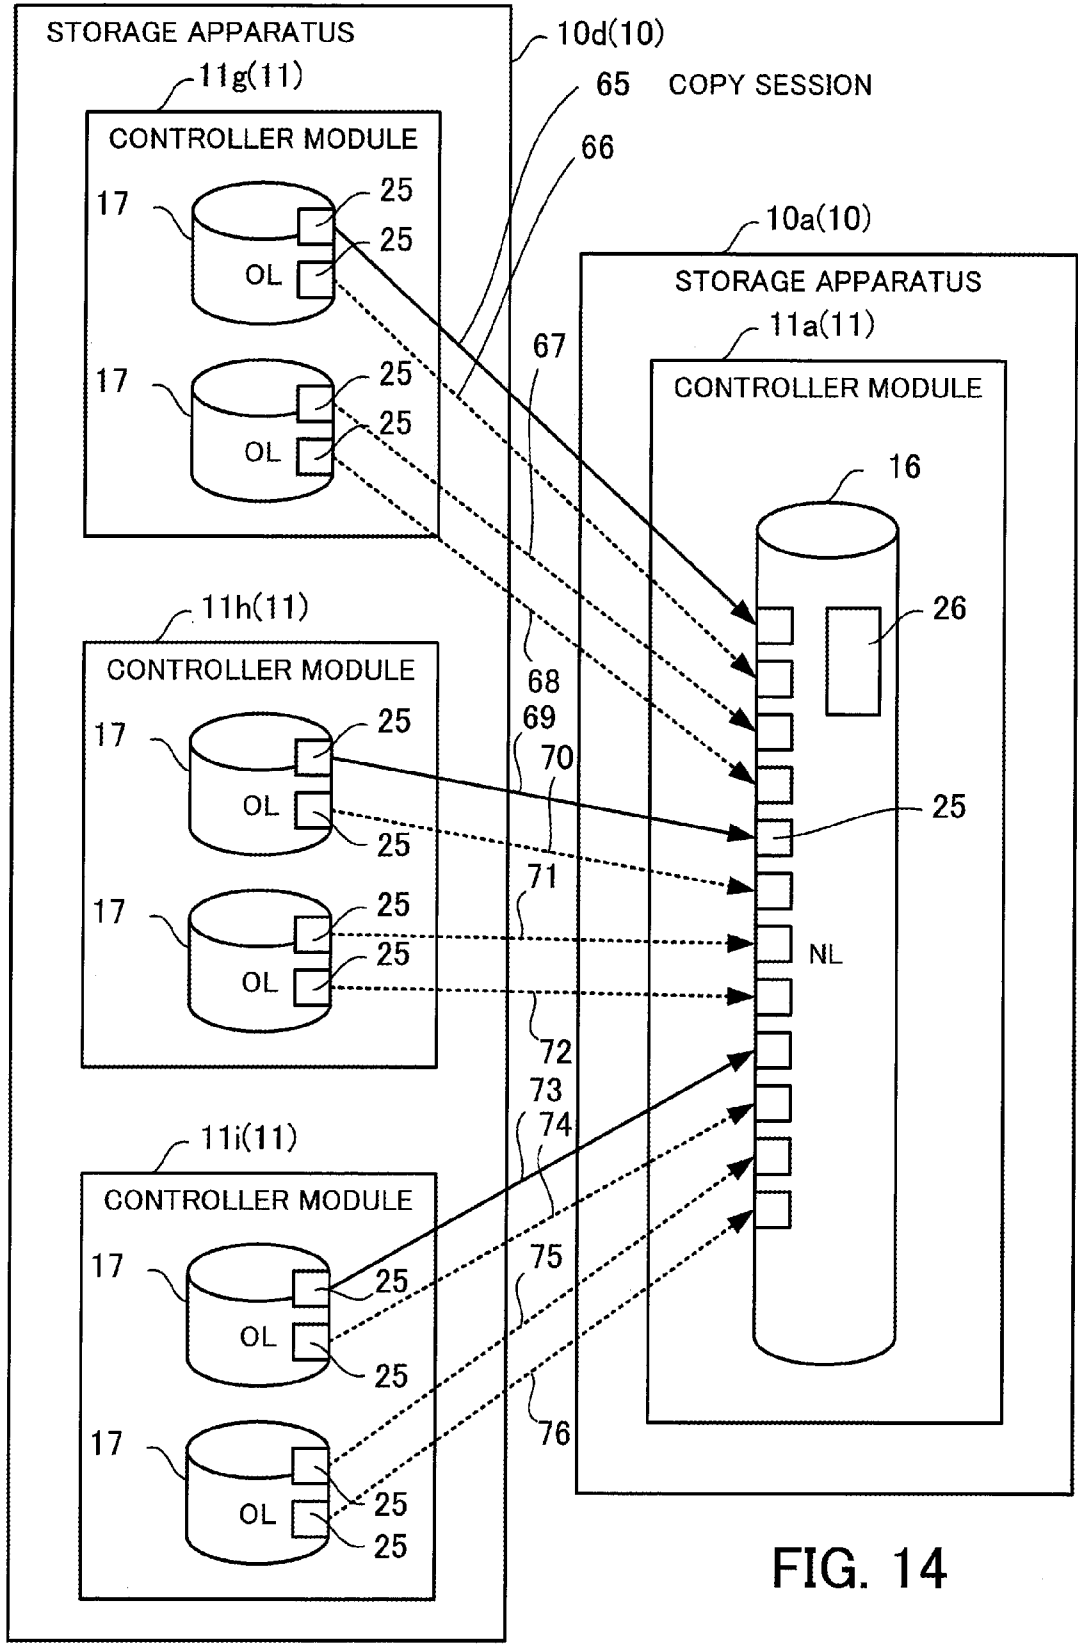 STORAGE APPARATUS
10d(10)
11g(11)
65 COPY SESSION
CONTROLLER MODULE
66
17
25
25
OL
10a(10)
STORAGE APPARATUS
11a(11)
67
17
25
CONTROLLER MODULE
25
OL
16
11h(11)
26
CONTROLLER MODULE
68
69
17
25
70
OL
25
25
71
17
25
25
NL
OL
72
73
74
11i(11)
CONTROLLER MODULE
75
17
25
OL
25
76
17
25
OL
25
FIG. 14